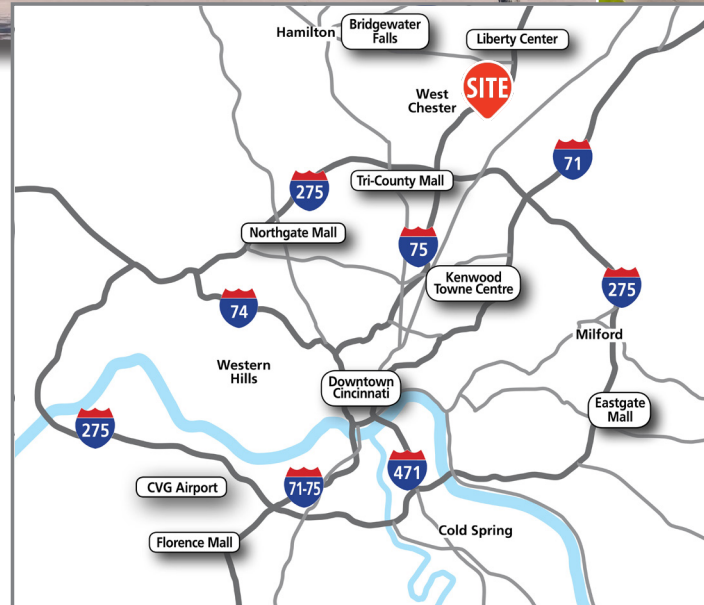 Hamilton
Bridgewater
Falls
Liberty Center
SITE
West
Chester
71
275
Tri-County Mall
Northgate Mall
75
Kenwood
Towne Centre
275
74
Milford
Western
Hills
Downtown
Cincinnati
Eastgate
Mall
275
471
CVG Airport
71-75
Cold Spring
Florence Mall